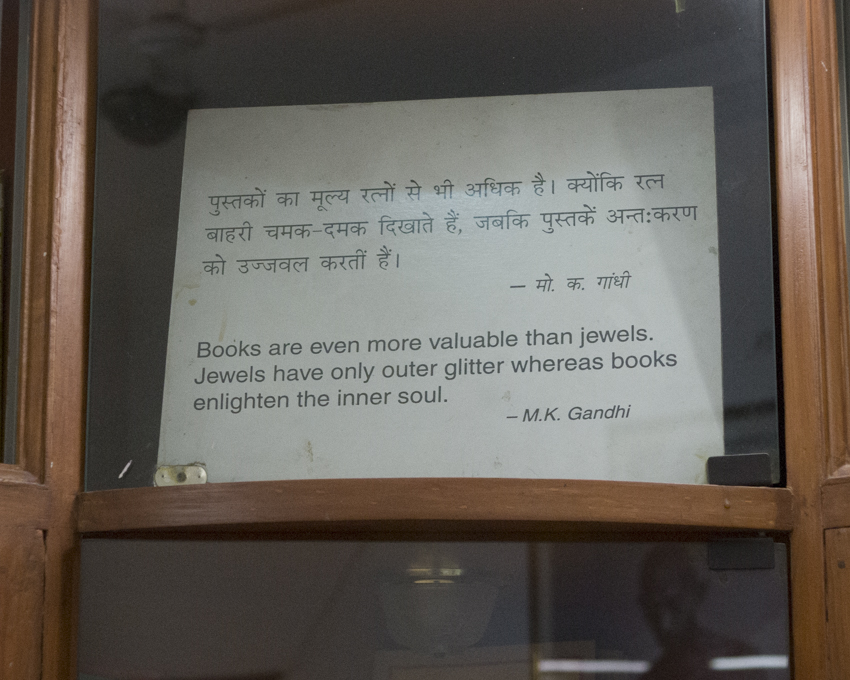 पुस्तकों का मूल्य रत्नों से भी अधिक है। क्योंकि रत्न
बाहरी चमक-दमक दिखाते हैं, जबकि पुस्तकें अन्त:करण
को उज्जवल करतीं हैं।
– मो. क. गांधी
Books are even more valuable than jewels.
Jewels have only outer glitter whereas books
enlighten the inner soul.
– M.K. Gandhi